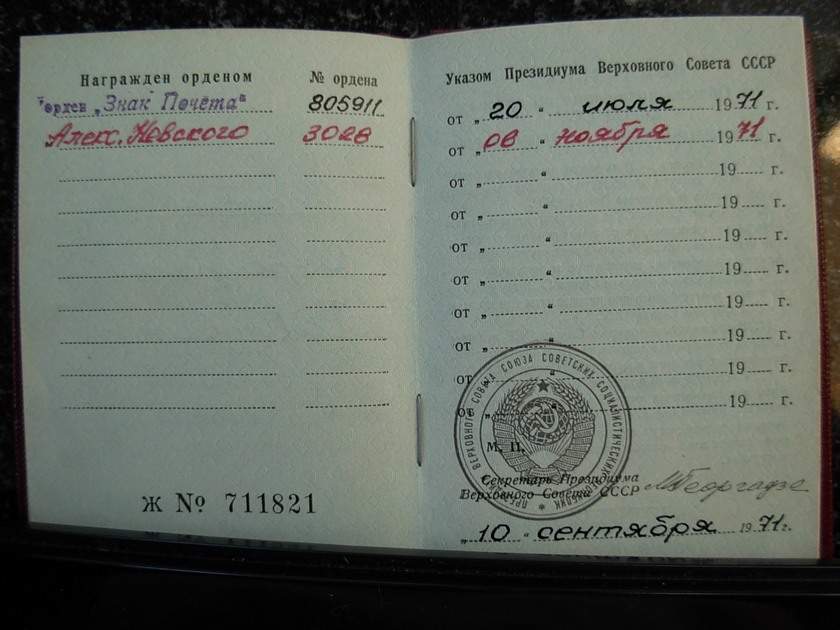 Награжден орденом № ордена
"орден „Знак Почёта" 805911
Алекс. Невского 3028
Ж № 711821
Указом Президиума Верховного Совета СССР
от „20" июля 1971 г.
от „08" ноября 1971 г.
от „ " 19 г.
от „ " 19 г.
от „ " 19 г.
от „ " 19 г.
от „ " 19 г.
от „ " 19 г.
от „ " 19 г.
от „ " 19 г.
ПРЕЗИДИУМ ВЕРХОВНОГО СОВЕТА СОЮЗА СОВЕТСКИХ СОЦИАЛИСТИЧЕСКИХ РЕСПУБЛИК
М. П.
Секретарь Президиума
Верховного Совета СССР МГеоргадзе
„10" сентября 1971 г.